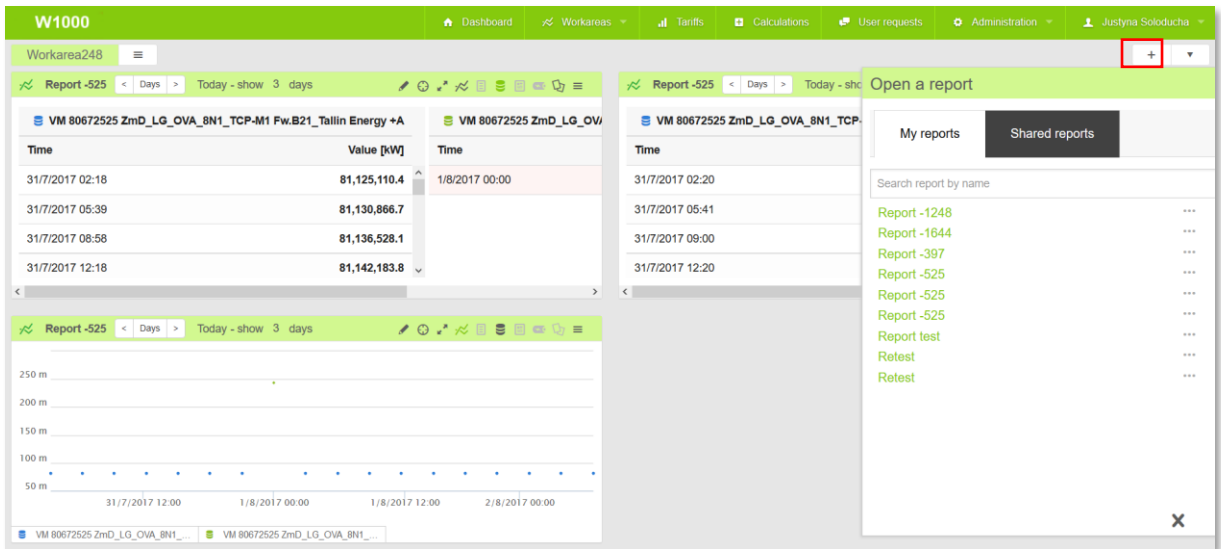 W1000 Dashboard Workareas Tariffs Calculations User requests Administration Justyna Soloducha
Workarea248
Report -525 < Days > Today - show 3 days
VM 80672525 ZmD_LG_OVA_8N1_TCP-M1 Fw.B21_Tallin Energy +A VM 80672525 ZmD_LG_OV
Time Value [kW] Time
31/7/2017 02:18 81,125,110.4 1/8/2017 00:00
31/7/2017 05:39 81,130,866.7
31/7/2017 08:58 81,136,528.1
31/7/2017 12:18 81,142,183.8
Report -525 < Days > Today - sho
VM 80672525 ZmD_LG_OVA_8N1_TCP-
Time
31/7/2017 02:20
31/7/2017 05:41
31/7/2017 09:00
31/7/2017 12:20
Report -525 < Days > Today - show 3 days
250 m
200 m
150 m
100 m
50 m
31/7/2017 12:00 1/8/2017 00:00 1/8/2017 12:00 2/8/2017 00:00
VM 80672525 ZmD_LG_OVA_8N1_... VM 80672525 ZmD_LG_OVA_8N1_...
+
Open a report
My reports Shared reports
Search report by name
Report -1248 ...
Report -1644 ...
Report -397 ...
Report -525 ...
Report -525 ...
Report -525 ...
Report test ...
Retest ...
Retest ...
X